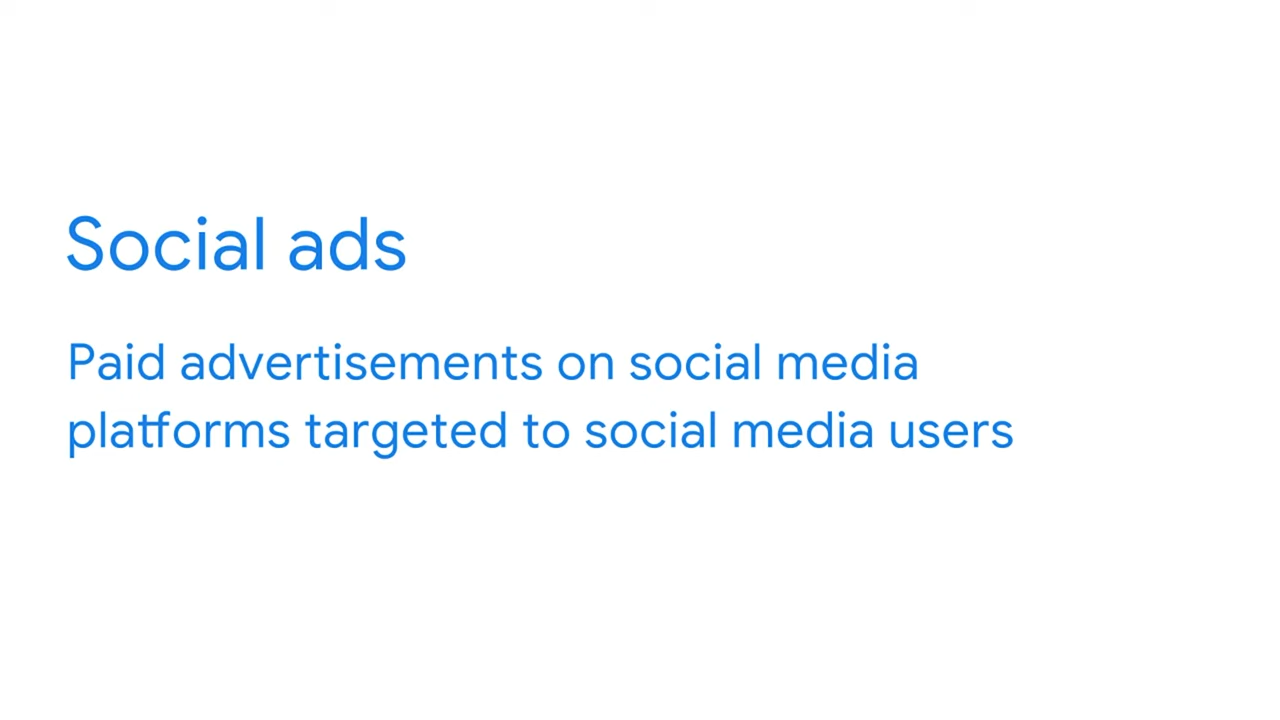 Social ads
Paid advertisements on social media
platforms targeted to social media users